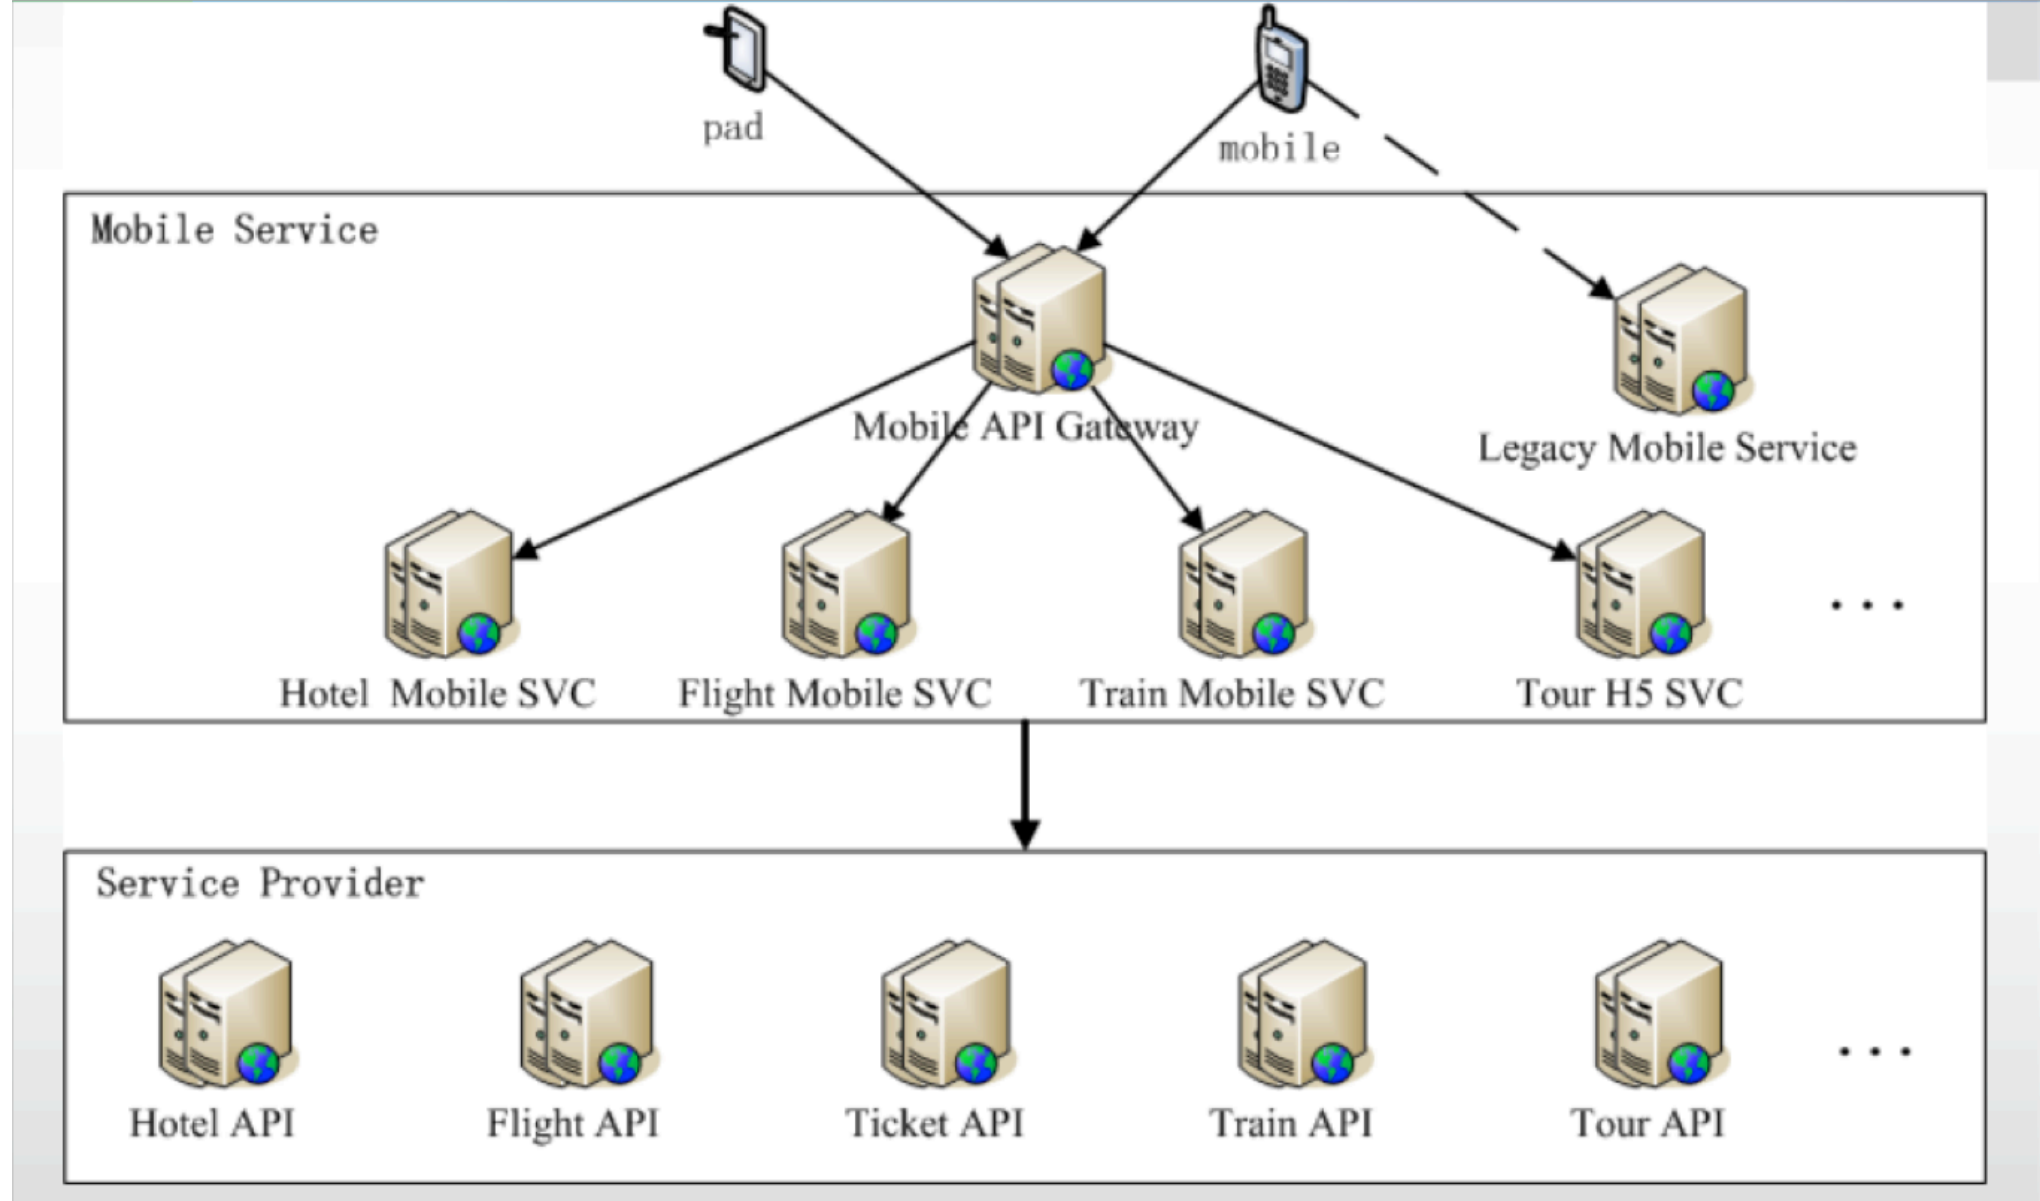 pad
mobile
Mobile Service
Mobile API Gateway
Legacy Mobile Service
Hotel Mobile SVC
Flight Mobile SVC
Train Mobile SVC
Tour H5 SVC
...
Service Provider
Hotel API
Flight API
Ticket API
Train API
Tour API
...